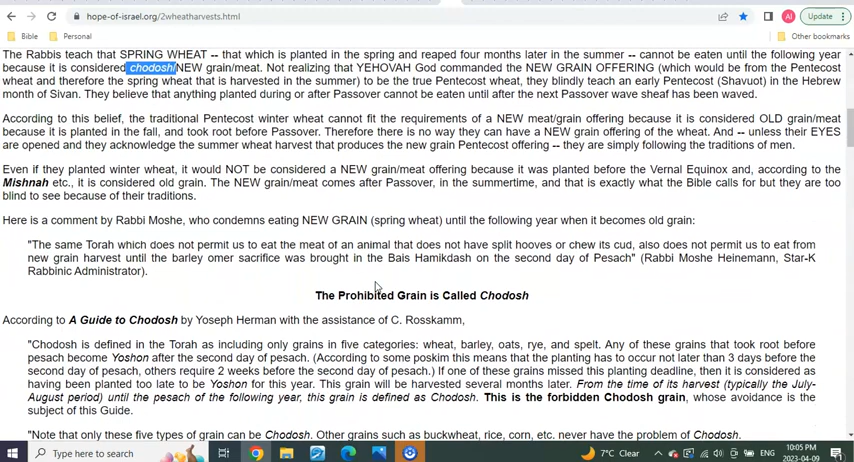 hope-of-israel.org/2wheatharvests.html
Update
Bible
Personal
Other bookmarks
The Rabbis teach that SPRING WHEAT -- that which is planted in the spring and reaped four months later in the summer -- cannot be eaten until the following year
because it is considered chodosh/NEW grain/meat. Not realizing that YEHOVAH God commanded the NEW GRAIN OFFERING (which would be from the Pentecost
wheat and therefore the spring wheat that is harvested in the summer) to be the true Pentecost wheat, they blindly teach an early Pentecost (Shavuot) in the Hebrew
month of Sivan. They believe that anything planted during or after Passover cannot be eaten until after the next Passover wave sheaf has been waved.
According to this belief, the traditional Pentecost winter wheat cannot fit the requirements of a NEW meat/grain offering because it is considered OLD grain/meat
because it is planted in the fall, and took root before Passover. Therefore there is no way they can have a NEW grain offering of the wheat. And -- unless their EYES
are opened and they acknowledge the summer wheat harvest that produces the new grain Pentecost offering -- they are simply following the traditions of men.
Even if they planted winter wheat, it would NOT be considered a NEW grain/meat offering because it was planted before the Vernal Equinox and, according to the
Mishnah etc., it is considered old grain. The NEW grain/meat comes after Passover, in the summertime, and that is exactly what the Bible calls for but they are too
blind to see because of their traditions.
Here is a comment by Rabbi Moshe, who condemns eating NEW GRAIN (spring wheat) until the following year when it becomes old grain:
"The same Torah which does not permit us to eat the meat of an animal that does not have split hooves or chew its cud, also does not permit us to eat from
new grain harvest until the barley omer sacrifice was brought in the Bais Hamikdash on the second day of Pesach" (Rabbi Moshe Heinemann, Star-K
Rabbinic Administrator).
The Prohibited Grain is Called Chodosh
According to A Guide to Chodosh by Yoseph Herman with the assistance of C. Rosskamm,
"Chodosh is defined in the Torah as including only grains in five categories: wheat, barley, oats, rye, and spelt. Any of these grains that took root before
pesach become Yoshon after the second day of pesach. (According to some poskim this means that the planting has to occur not later than 3 days before the
second day of pesach, others require 2 weeks before the second day of pesach.) If one of these grains missed this planting deadline, then it is considered as
having been planted too late to be Yoshon for this year. This grain will be harvested several months later. From the time of its harvest (typically the July-
August period) until the pesach of the following year, this grain is defined as Chodosh. This is the forbidden Chodosh grain, whose avoidance is the
subject of this Guide.
"Note that only these five types of grain can be Chodosh. Other grains such as buckwheat, rice, corn, etc. never have the problem of Chodosh.
Type here to search
7°C Clear
ENG
10:05 PM
2023-04-09